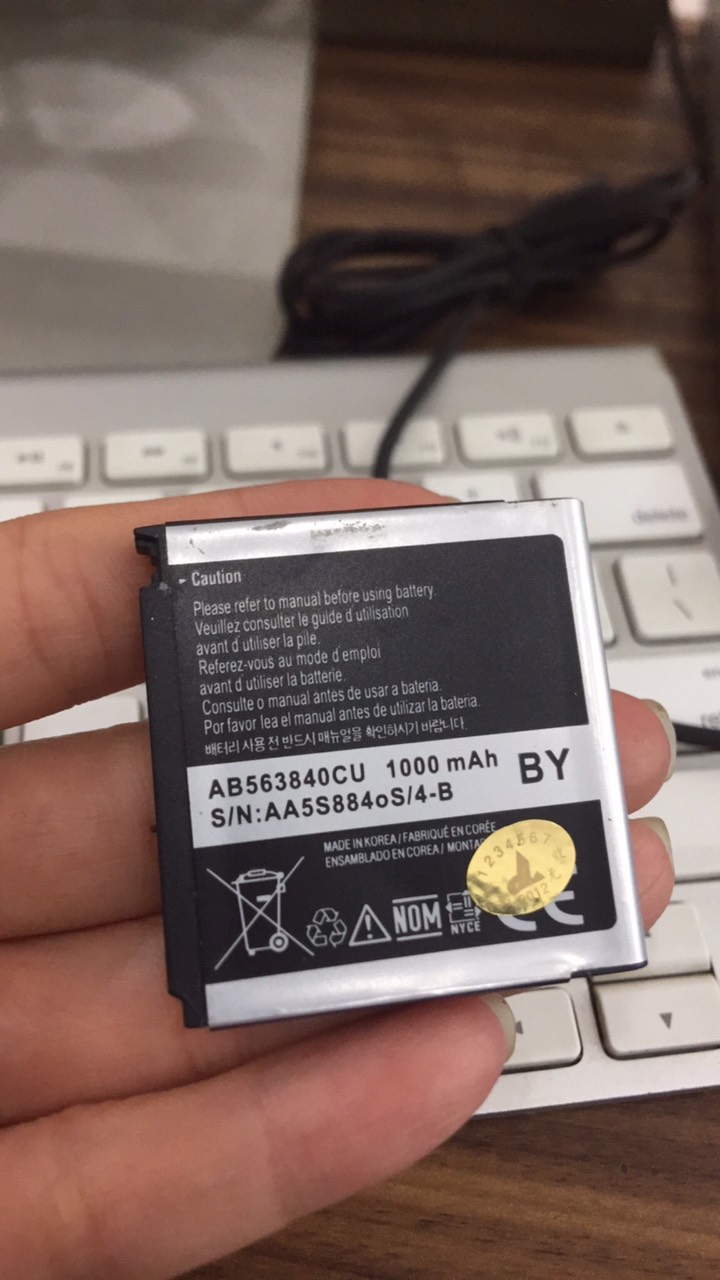 delete
Caution
Please refer to manual before using battery.
Veuillez consulter le guide d'utilisation
avant d'utiliser la pile.
Referez-vous au mode d'emploi
avant d'utiliser la batterie.
Consulte o manual antes de usar a bateria.
Por favor lea el manual antes de utilizar la bateria.
배터리 사용 전 반드시 매뉴얼을 확인하시기 바랍니다.
AB563840CU 1000 mAh BY
S/N:AA5S884oS/4-B
MADE IN KOREA / FABRIQUÉ EN CORÉE
ENSAMBLADO EN COREA /
1234567
2012
NOM
NYCE
CE